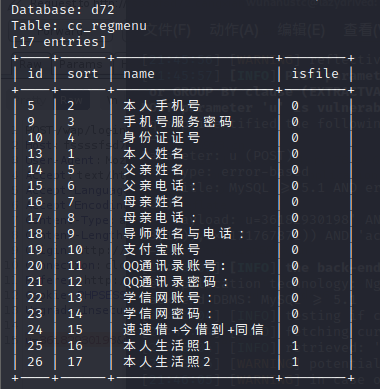 Database: d72
Table: cc_regmenu
[17 entries]
| id | sort | name | isfile |
| 5 | 2 | 本人手机号 | 0 |
| 9 | 3 | 手机号服务密码 | 0 |
| 10 | 4 | 身份证证号 | 0 |
| 13 | 1 | 本人姓名 | 0 |
| 14 | 5 | 父亲姓名 | 0 |
| 15 | 6 | 父亲电话: | 0 |
| 16 | 7 | 母亲姓名 | 0 |
| 17 | 8 | 母亲电话: | 0 |
| 18 | 9 | 导师姓名与电话: | 0 |
| 19 | 10 | 支付宝账号 | 0 |
| 20 | 11 | QQ通讯录账号: | 0 |
| 21 | 12 | QQ通讯录密码: | 0 |
| 22 | 13 | 学信网账号: | 0 |
| 23 | 14 | 学信网密码: | 0 |
| 24 | 15 | 速速借+今借到+同信 | 0 |
| 25 | 16 | 本人生活照1 | 1 |
| 26 | 17 | 本人生活照2 | 1 |